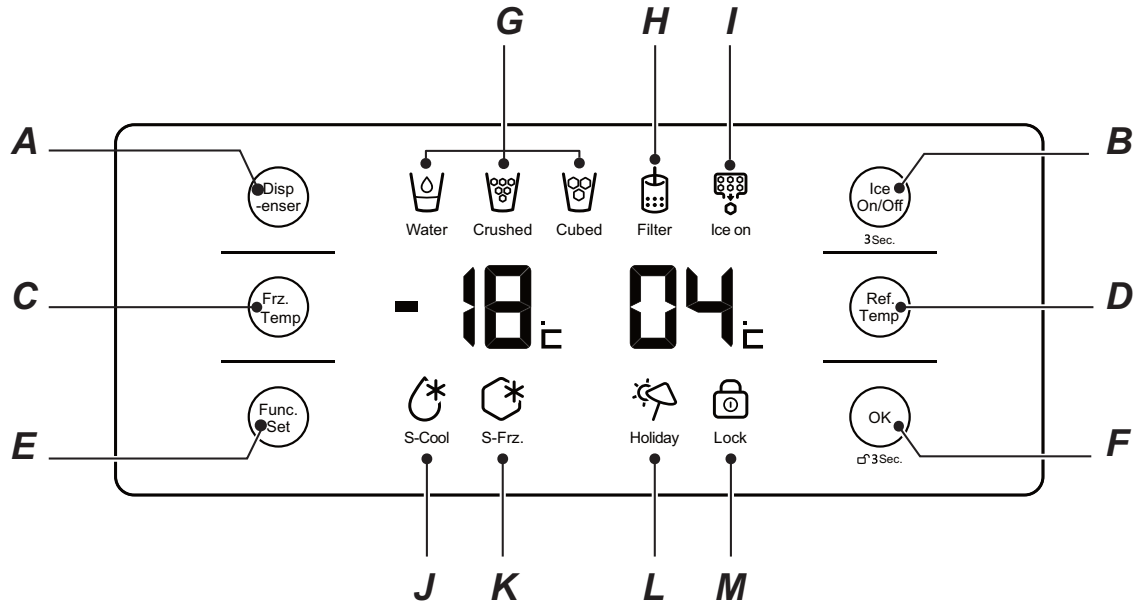 G H I
A B
Disp
-enser
Water Crushed Cubed Filter Ice on
Ice
On/Off
3Sec.
C D
Frz.
Temp
-18°C 04°C
Ref.
Temp
E F
Func.
Set
S-Cool S-Frz. Holiday Lock
OK
3Sec.
J K L M